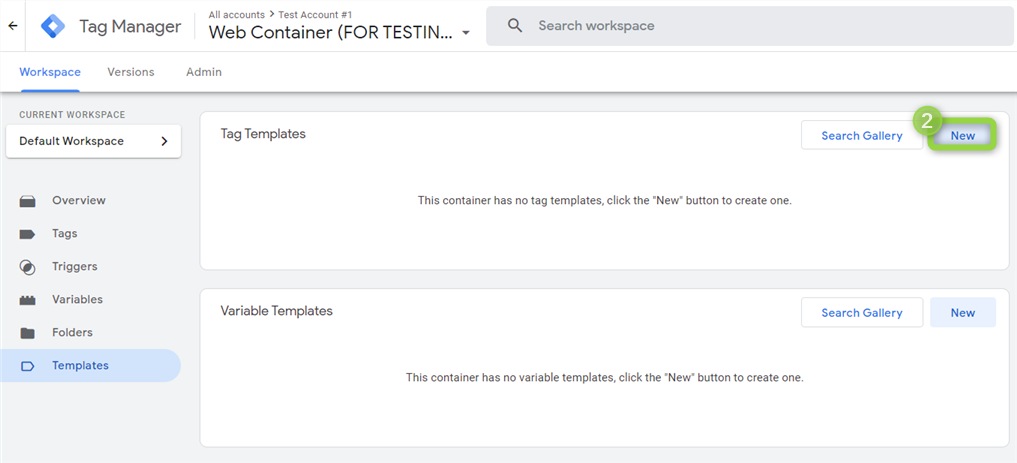 Tag Manager
All accounts > Test Account #1
Web Container (FOR TESTIN...
Search workspace
Workspace
Versions
Admin
CURRENT WORKSPACE
Default Workspace
Overview
Tags
Triggers
Variables
Folders
Templates
Tag Templates
Search Gallery
2
New
This container has no tag templates, click the "New" button to create one.
Variable Templates
Search Gallery
New
This container has no variable templates, click the "New" button to create one.